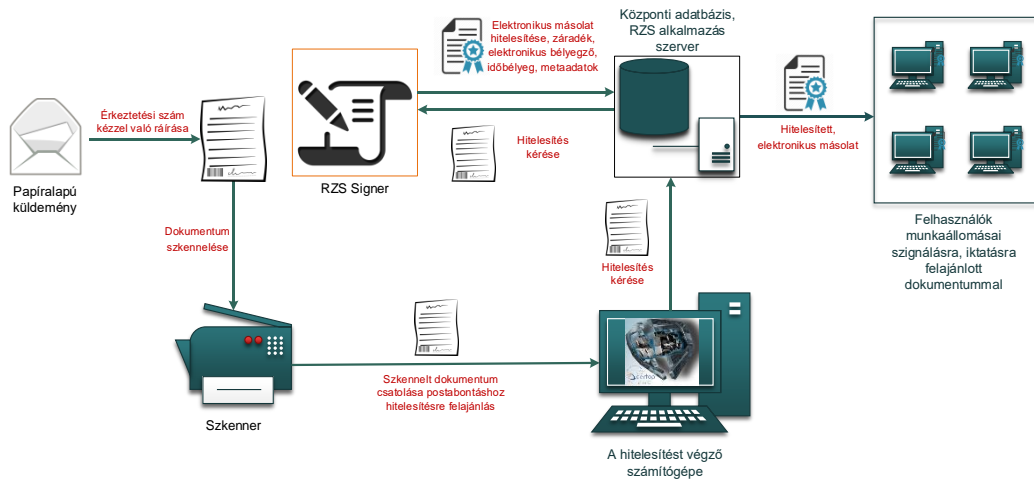 Elektronikus másolat
hitelesítése, záradék,
elektronikus bélyegző,
időbélyeg, metaadatok
Központi adatbázis,
RZS alkalmazás
szerver
Érkeztetési szám
kézzel való ráírása
Papíralapú
küldemény
RZS Signer
Hitelesítés
kérése
Hitelesített,
elektronikus másolat
Felhasználók
munkaállomásai
szignálásra, iktatásra
felajánlott
dokumentummal
Dokumentum
szkennelése
Hitelesítés
kérése
Szkennelt dokumentum
csatolása postabontáshoz
hitelesítésre felajánlás
Szkenner
A hitelesítést végző
számítógépe